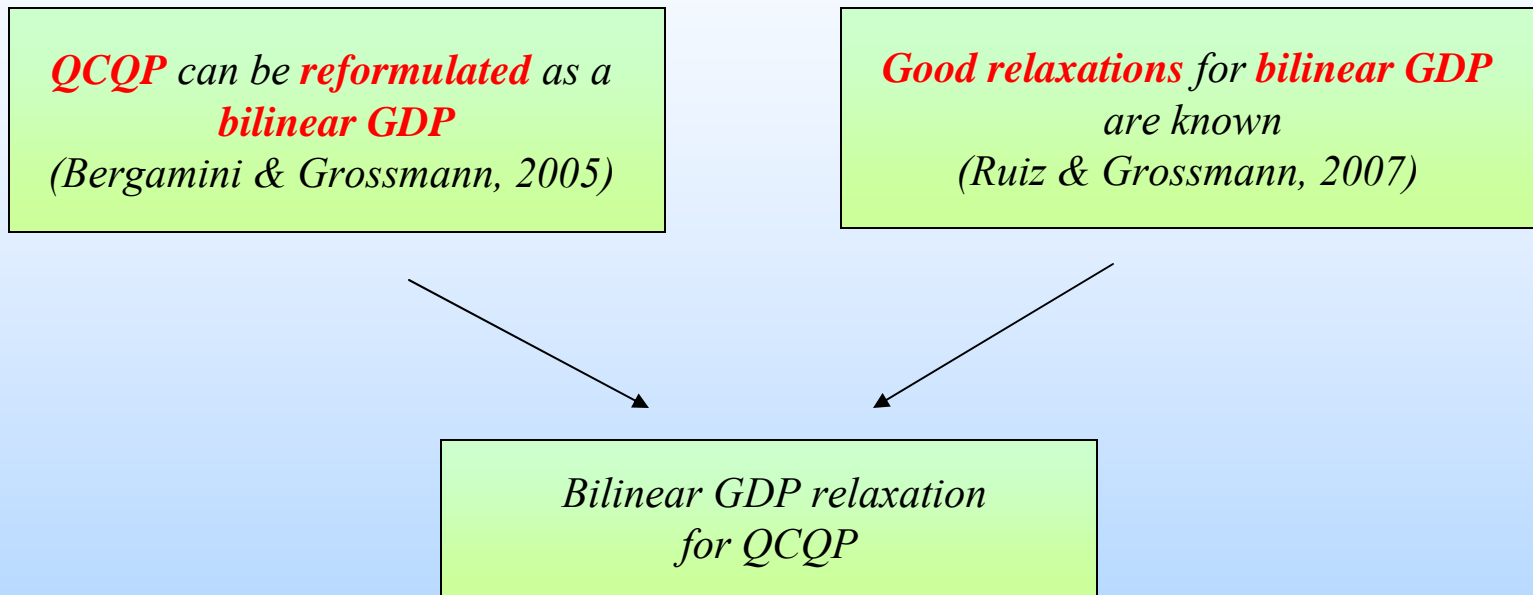 QCQP can be reformulated as a
bilinear GDP
(Bergamini & Grossmann, 2005)
Good relaxations for bilinear GDP
are known
(Ruiz & Grossmann, 2007)
Bilinear GDP relaxation
for QCQP